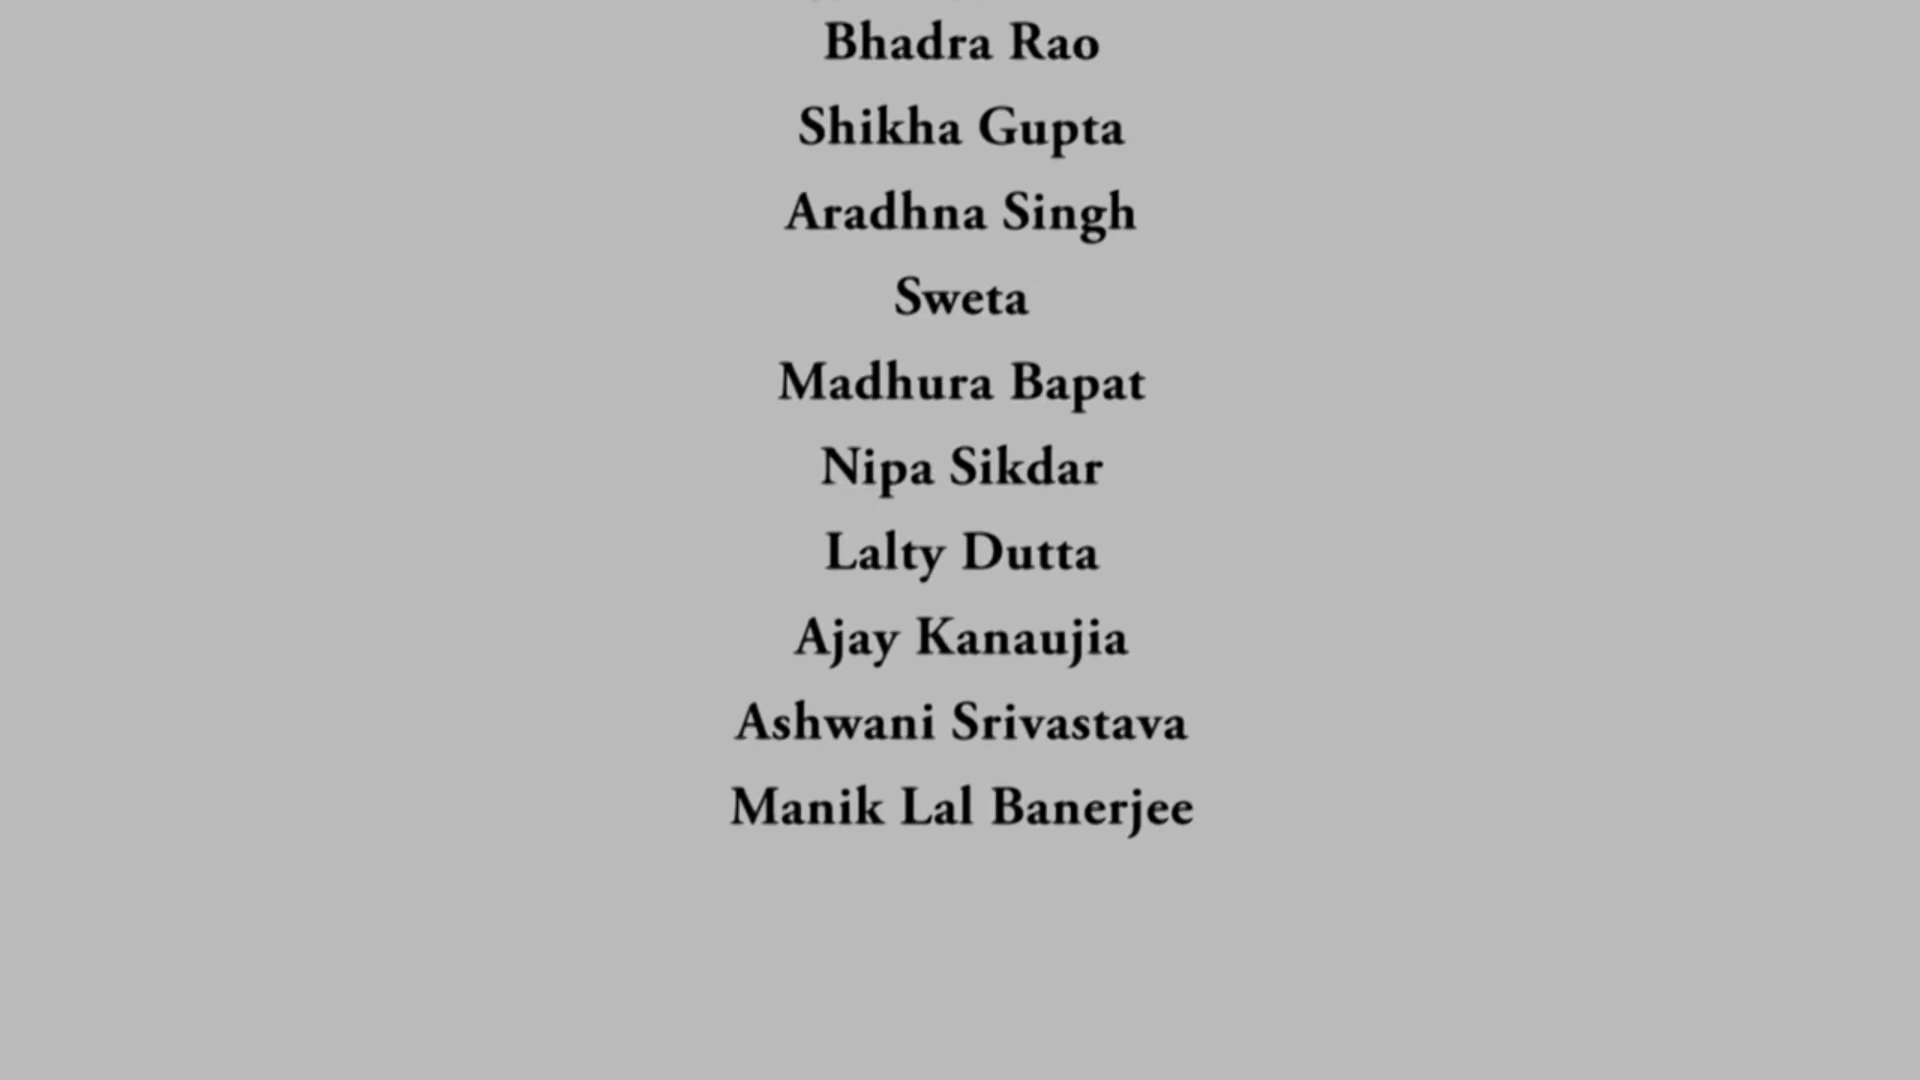 Bhadra Rao
Shikha Gupta
Aradhna Singh
Sweta
Madhura Bapat
Nipa Sikdar
Lalty Dutta
Ajay Kanaujia
Ashwani Srivastava
Manik Lal Banerjee